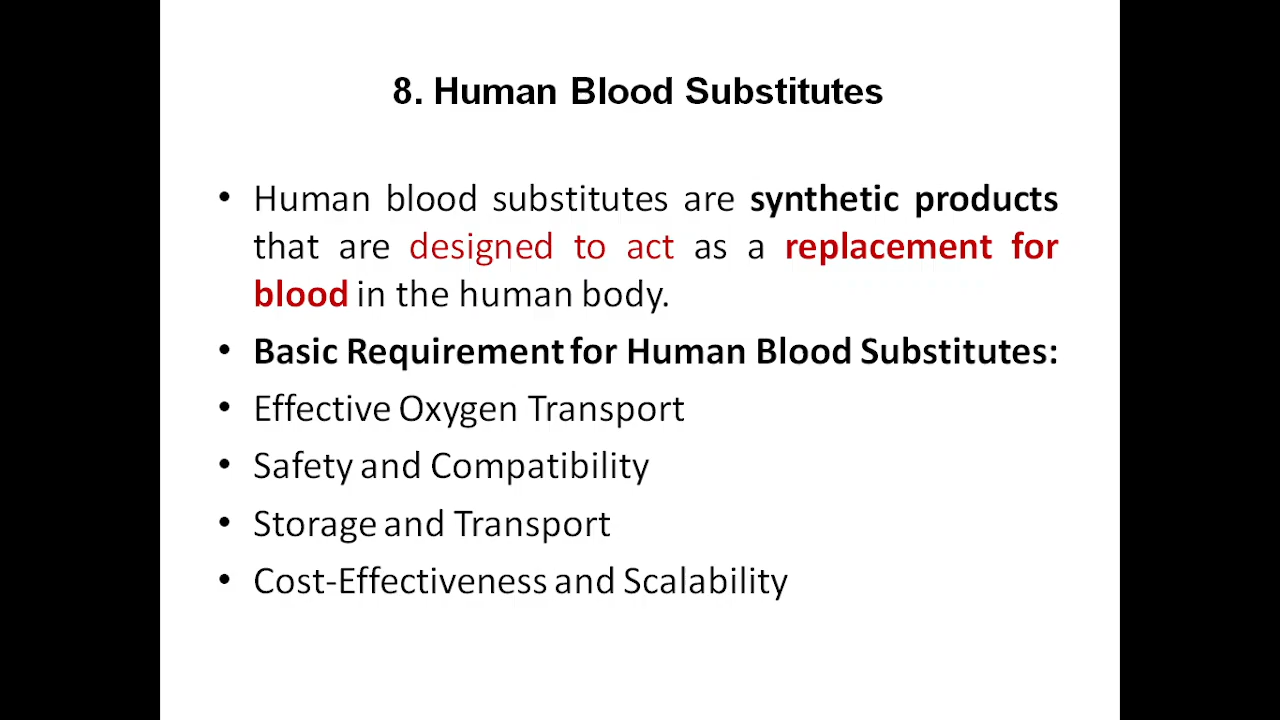 8. Human Blood Substitutes
• Human blood substitutes are synthetic products
that are designed to act as a replacement for
blood in the human body.
• Basic Requirement for Human Blood Substitutes:
• Effective Oxygen Transport
• Safety and Compatibility
• Storage and Transport
• Cost-Effectiveness and Scalability